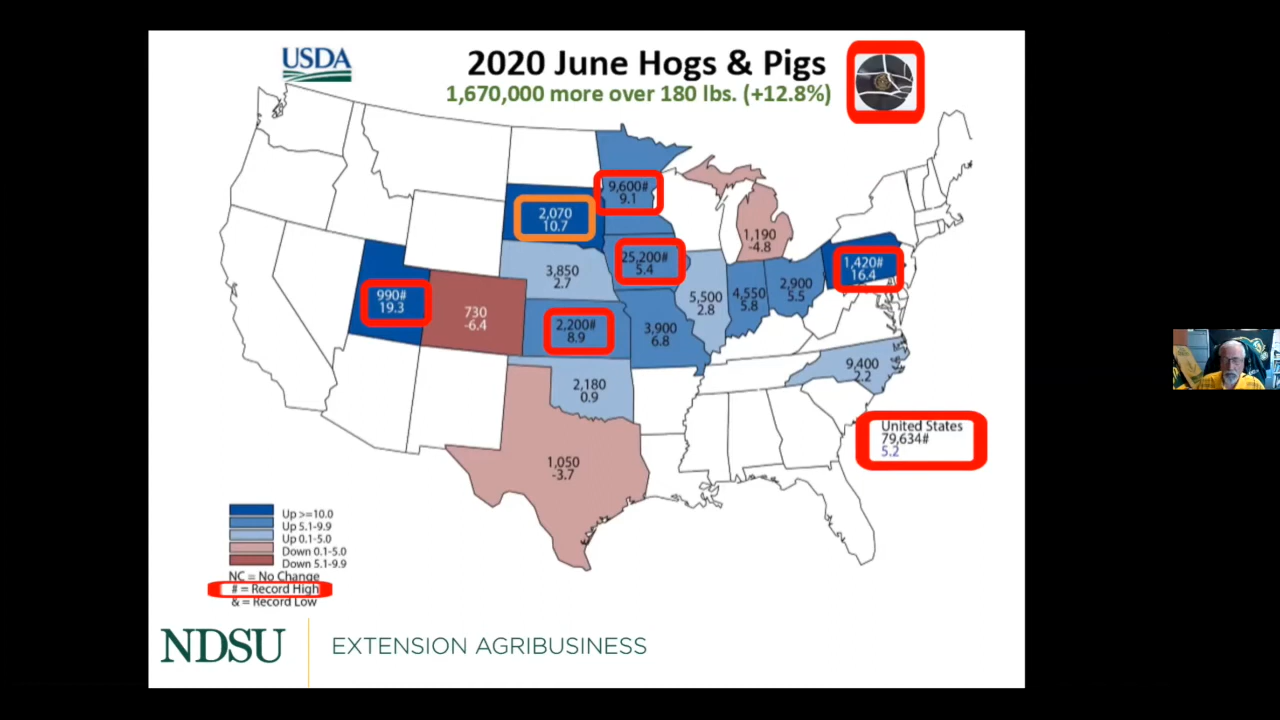 USDA
2020 June Hogs & Pigs
1,670,000 more over 180 lbs. (+12.8%)
9,600#
9.1
2,070
10.7
25,200#
5.4
1,190
-4.8
1,420#
16.4
990#
19.3
730
-6.4
3,850
2.7
2,200#
8.9
3,900
6.8
5,500
2.8
4,550
5.8
2,900
5.5
9,400
2.2
2,180
0.9
1,050
-3.7
United States
79,634#
5.2
Up >=10.0
Up 5.1-9.9
Up 0.1-5.0
Down 0.1-5.0
Down 5.1-9.9
NC = No Change
# = Record High
& = Record Low
NDSU
EXTENSION AGRIBUSINESS